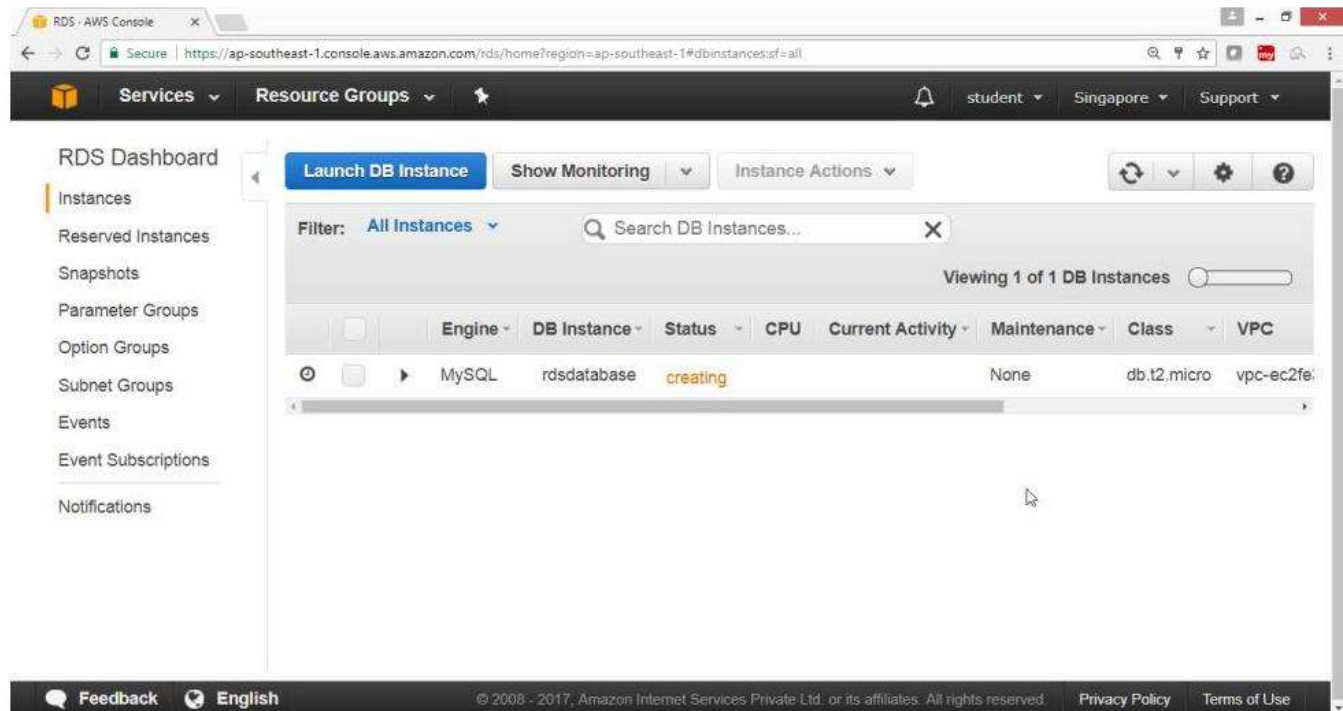 RDS · AWS Console
Secure https://ap-southeast-1.console.aws.amazon.com/rds/home?region=ap-southeast-1#dbinstances:sf=all
my
Services Resource Groups student Singapore Support
RDS Dashboard
Instances
Reserved Instances
Snapshots
Parameter Groups
Option Groups
Subnet Groups
Events
Event Subscriptions
Notifications
Launch DB Instance Show Monitoring Instance Actions
Filter: All Instances Search DB Instances...
Viewing 1 of 1 DB Instances
Engine DB Instance Status CPU Current Activity Maintenance Class VPC
MySQL rdsdatabase creating None db.t2.micro vpc-ec2fe
Feedback English © 2008 - 2017, Amazon Internet Services Private Ltd. or its affiliates. All rights reserved. Privacy Policy Terms of Use